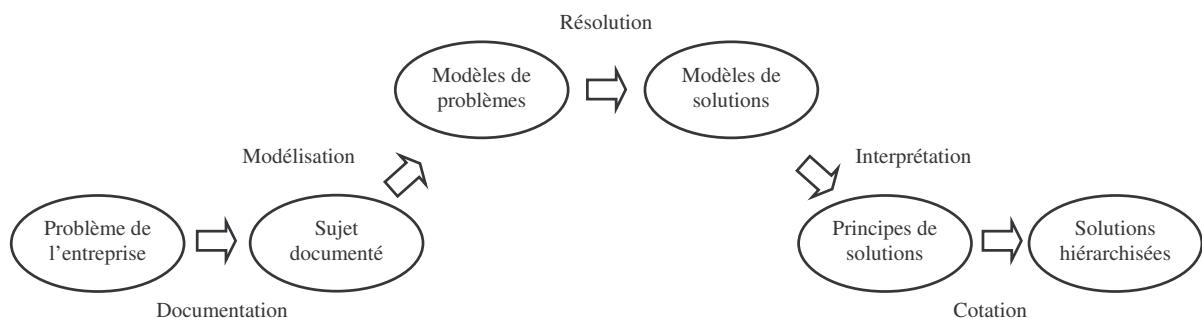 Résolution
Modèles de
problèmes
Modèles de
solutions
Modélisation
Interprétation
Problème de
l’entreprise
Sujet
documenté
Principes de
solutions
Solutions
hiérarchisées
Documentation
Cotation